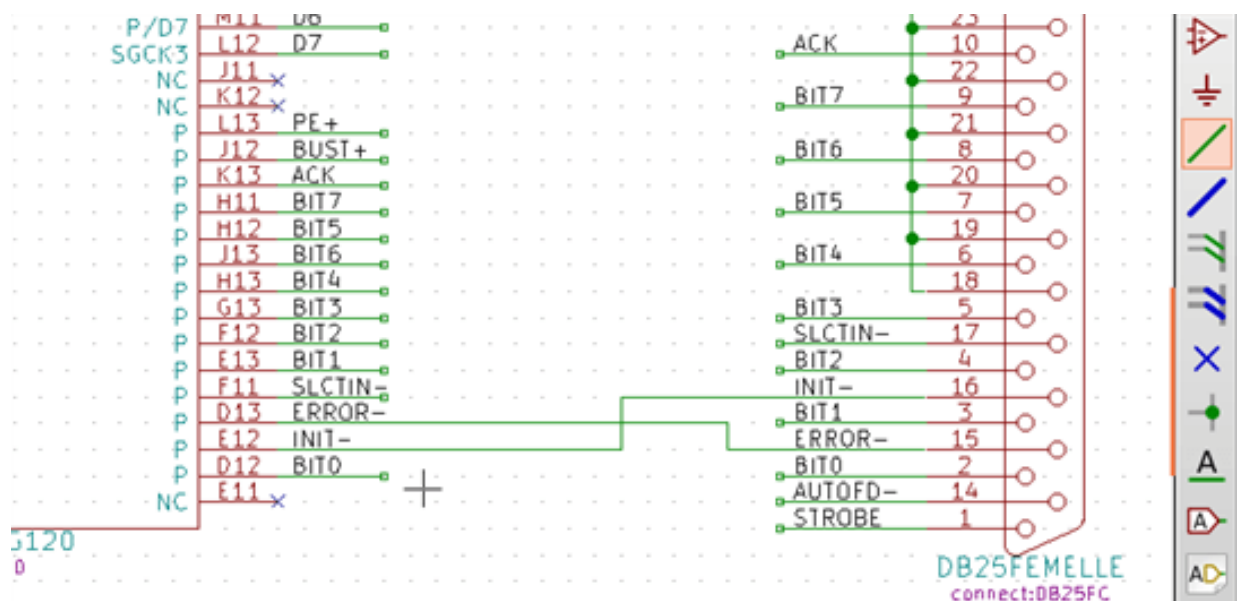 M11 D6
P/D7
SGCK3 L12 D7
NC J11
NC K12
P L13 PE+
P J12 BUST+
P K13 ACK
P H11 BIT7
P H12 BIT5
P J13 BIT6
P H13 BIT4
P G13 BIT3
P F12 BIT2
P E13 BIT1
P F11 SLCTIN-
P D13 ERROR-
P E12 INIT-
P D12 BIT0
NC E11
23
ACK 10
22
BIT7 9
21
BIT6 8
20
BIT5 7
19
BIT4 6
18
BIT3 5
SLCTIN- 17
BIT2 4
INIT- 16
BIT1 3
ERROR- 15
BIT0 2
AUTOFD- 14
STROBE 1
DB25FEMELLE
connect:DB25FC
A
A
AD